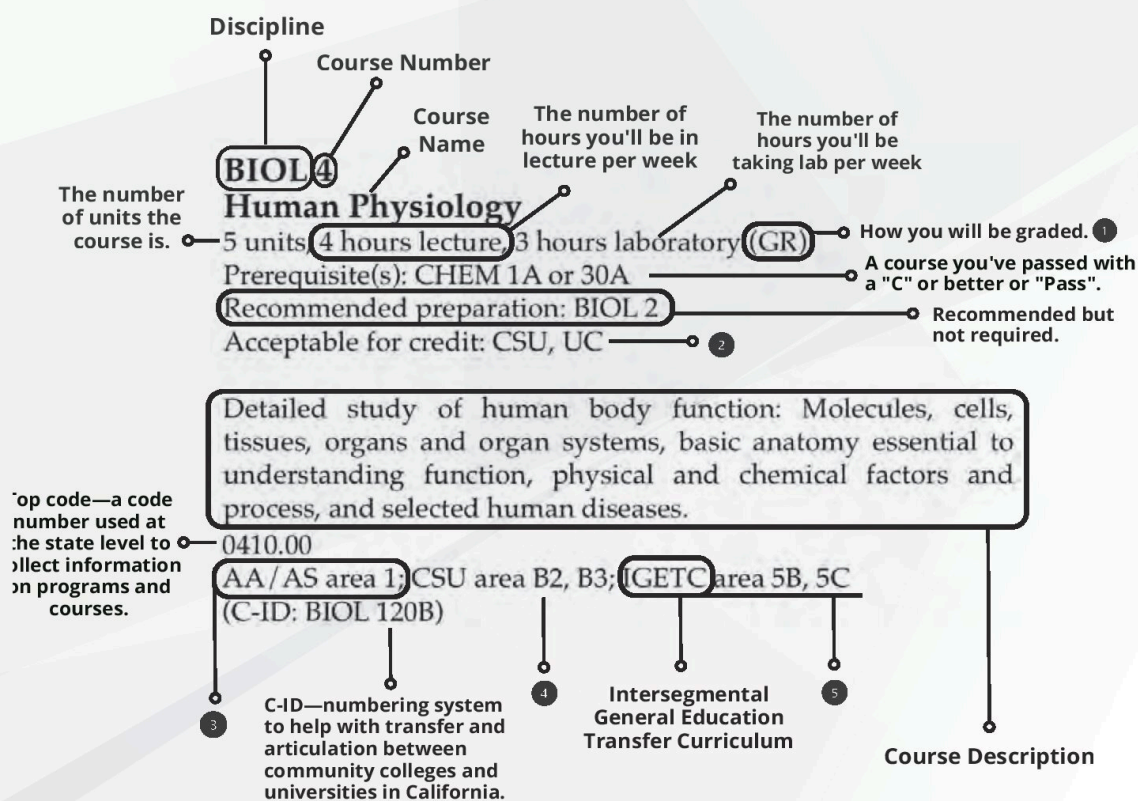 Discipline
Course Number
Course
Name
The number of
hours you'll be in
lecture per week
The number of
hours you'll be
taking lab per week
BIOL 4
Human Physiology
The number
of units the
course is.
5 units, 4 hours lecture, 3 hours laboratory (GR)
How you will be graded. 1
Prerequisite(s): CHEM 1A or 30A
A course you've passed with
a "C" or better or "Pass".
Recommended preparation: BIOL 2
Recommended but
not required.
Acceptable for credit: CSU, UC
2
Detailed study of human body function: Molecules, cells,
tissues, organs and organ systems, basic anatomy essential to
understanding function, physical and chemical factors and
process, and selected human diseases.
op code—a code
number used at
the state level to
ollect information
on programs and
courses.
0410.00
AA/AS area 1; CSU area B2, B3; IGETC area 5B, 5C
(C-ID: BIOL 120B)
3
C-ID—numbering system
to help with transfer and
articulation between
community colleges and
universities in California.
4
Intersegmental
General Education
Transfer Curriculum
5
Course Description